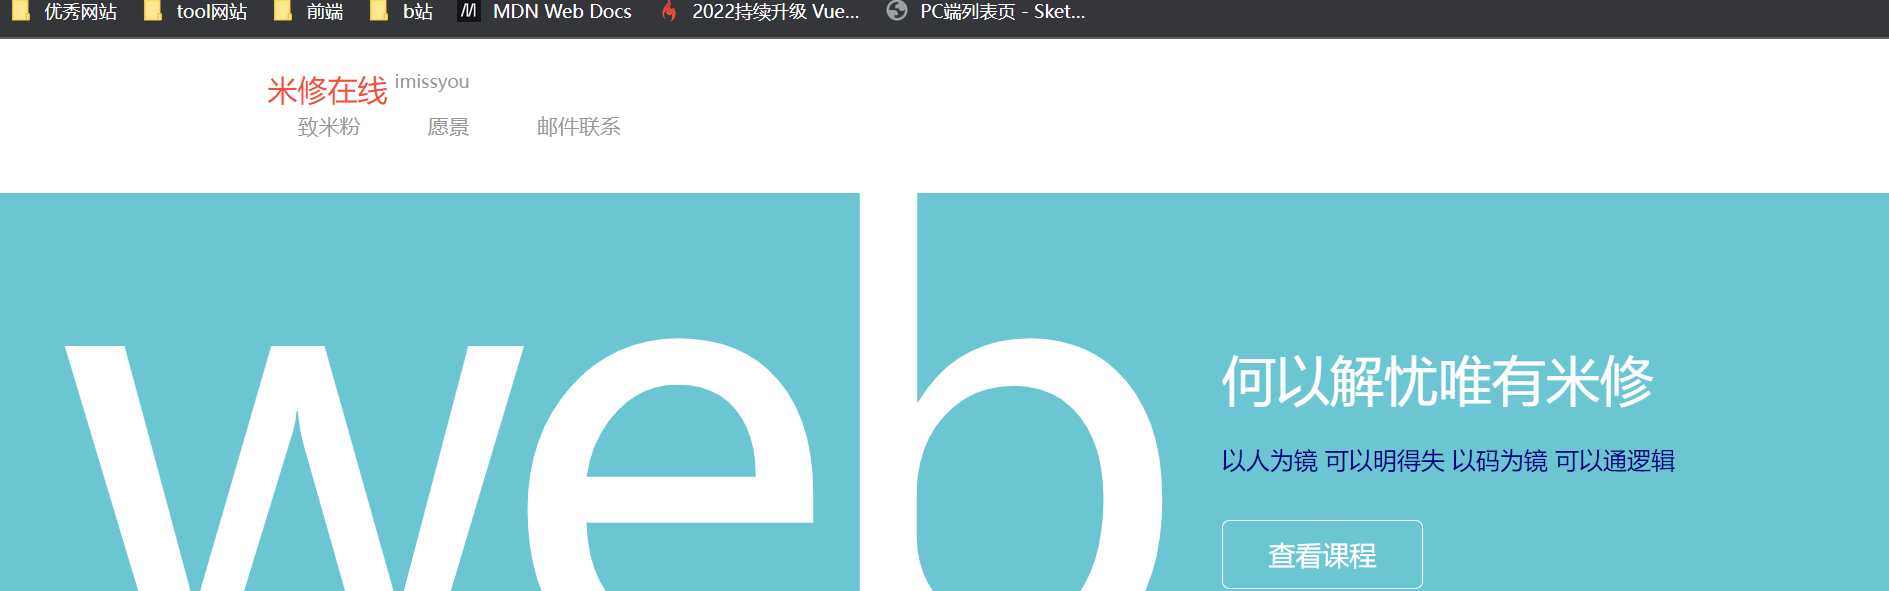 优秀网站 tool网站 前端 b站 MDN Web Docs 2022持续升级 Vue... PC端列表页 - Sket...
米修在线 imissyou
致米粉 愿景 邮件联系
web
何以解忧唯有米修
以人为镜 可以明得失 以码为镜 可以通逻辑
查看课程